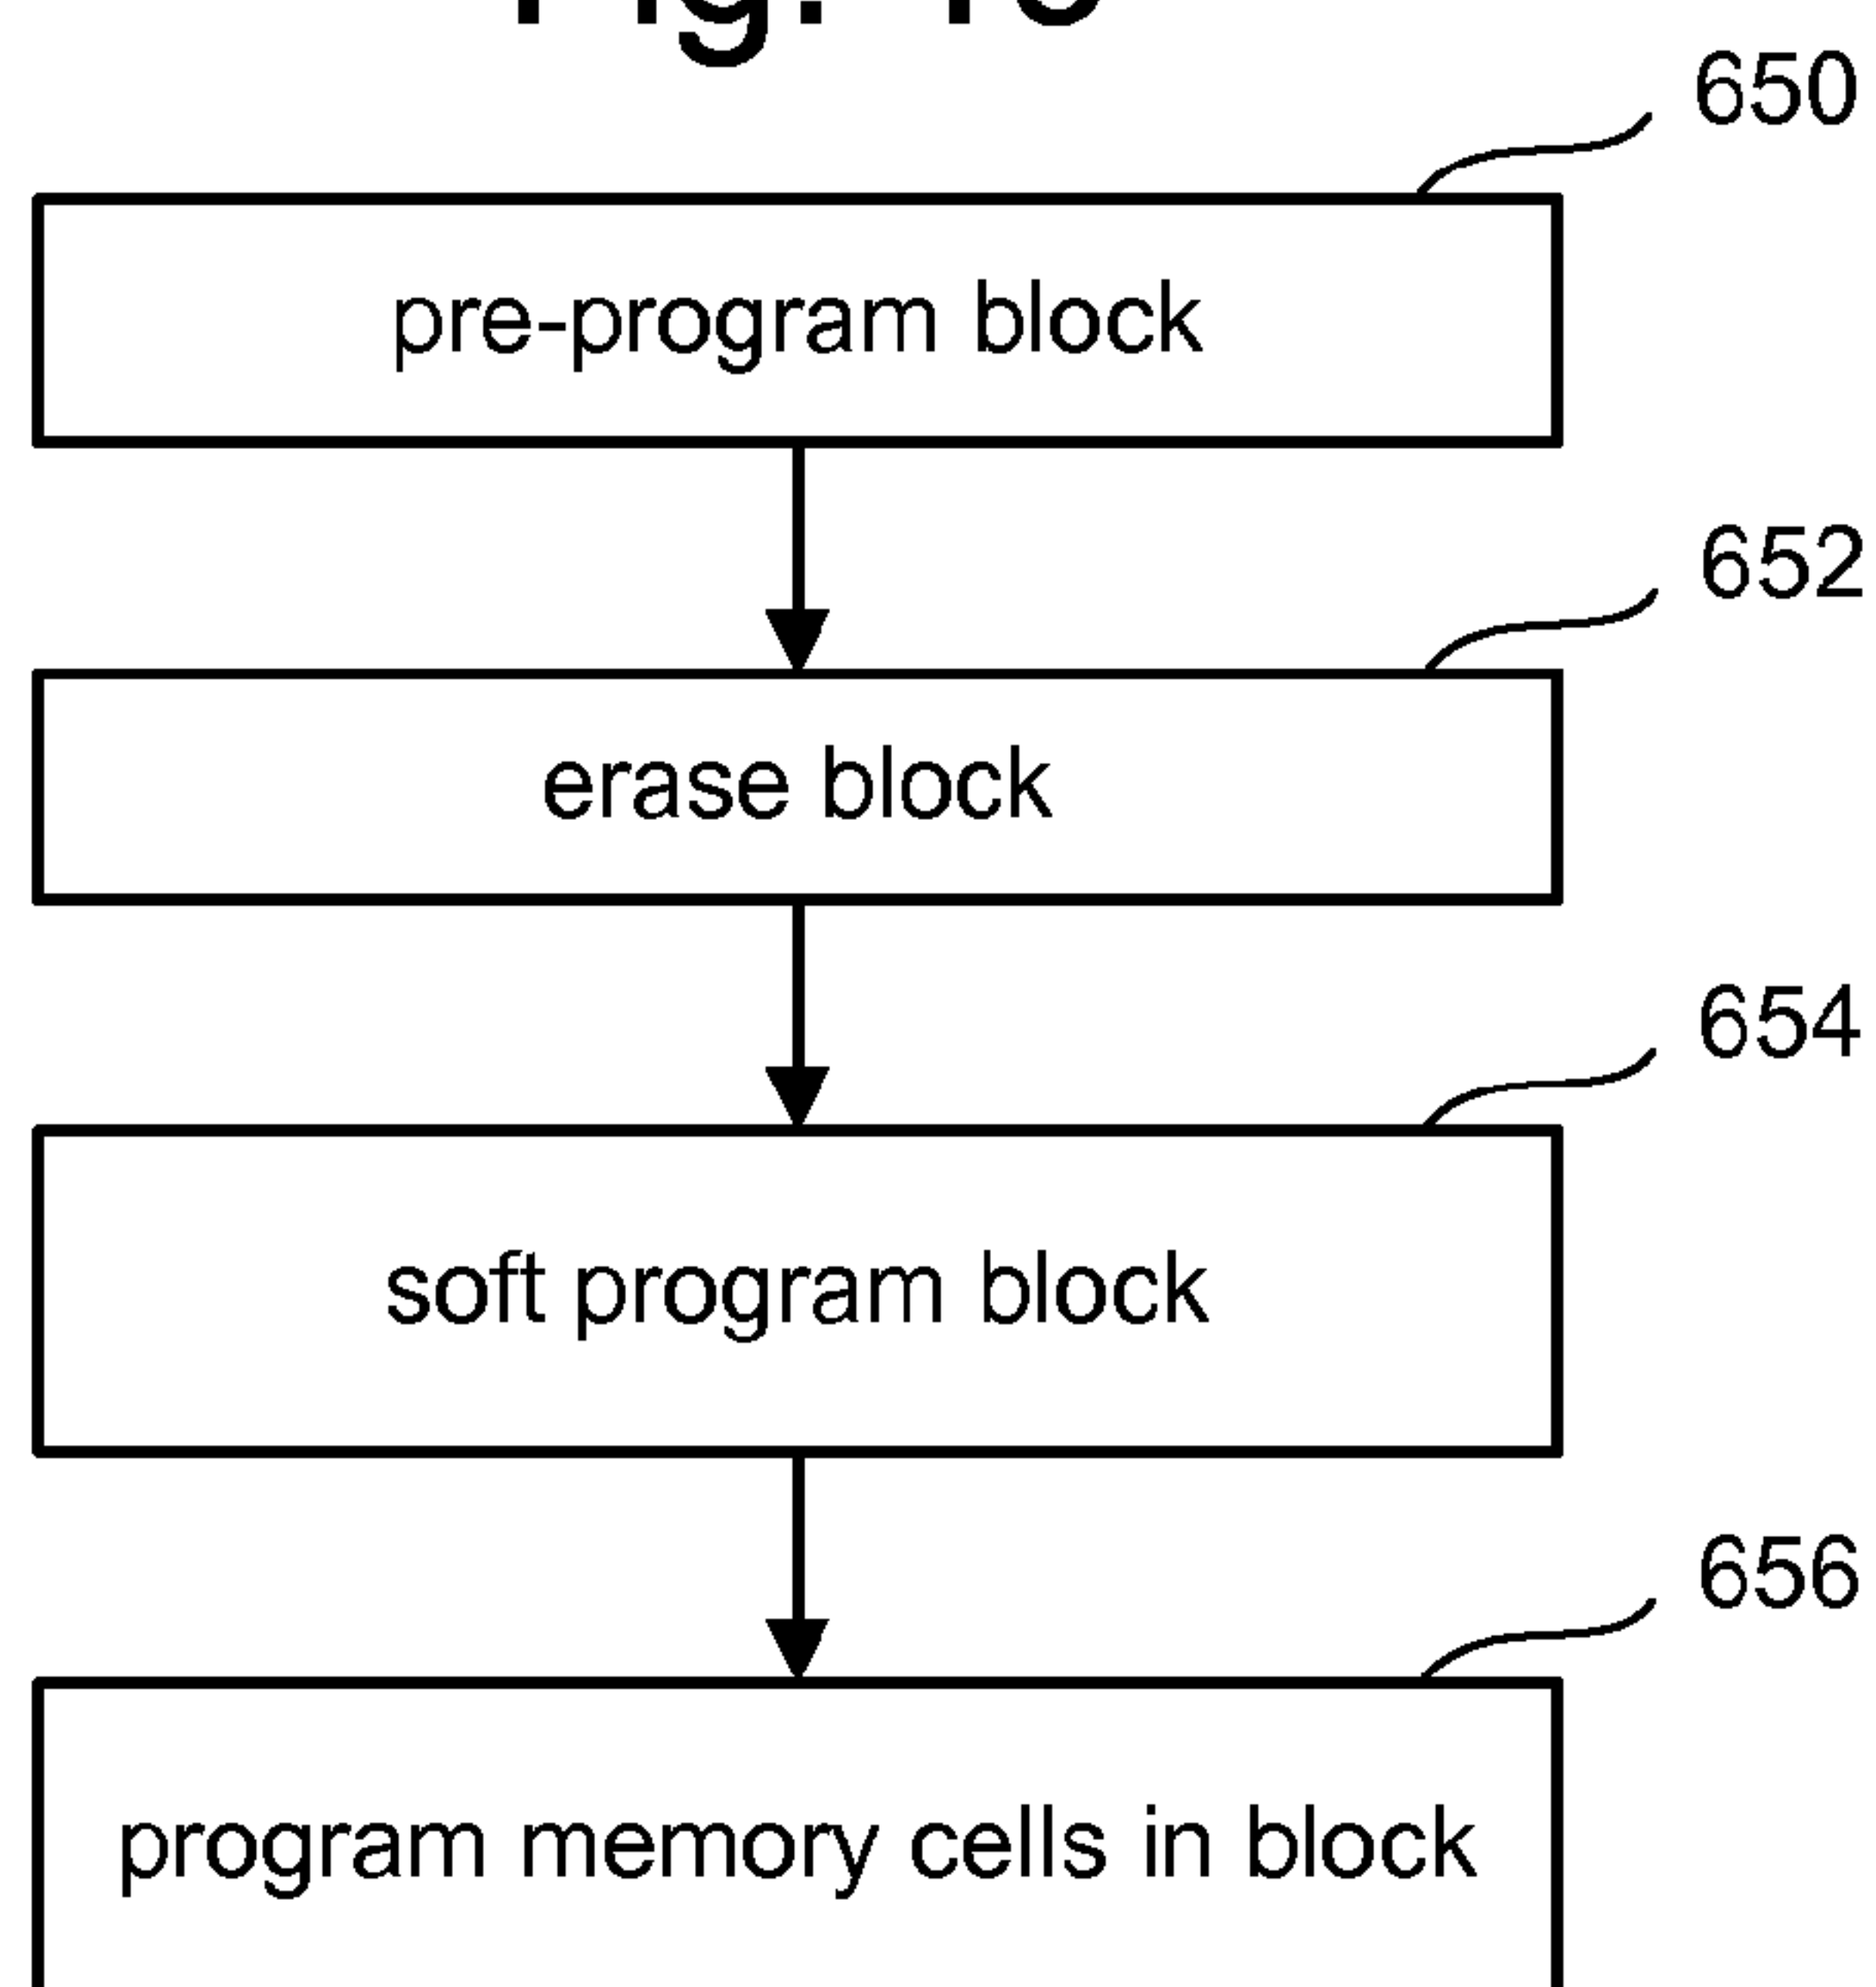 650
pre-program block
652
erase block
654
soft program block
656
program memory cells in block